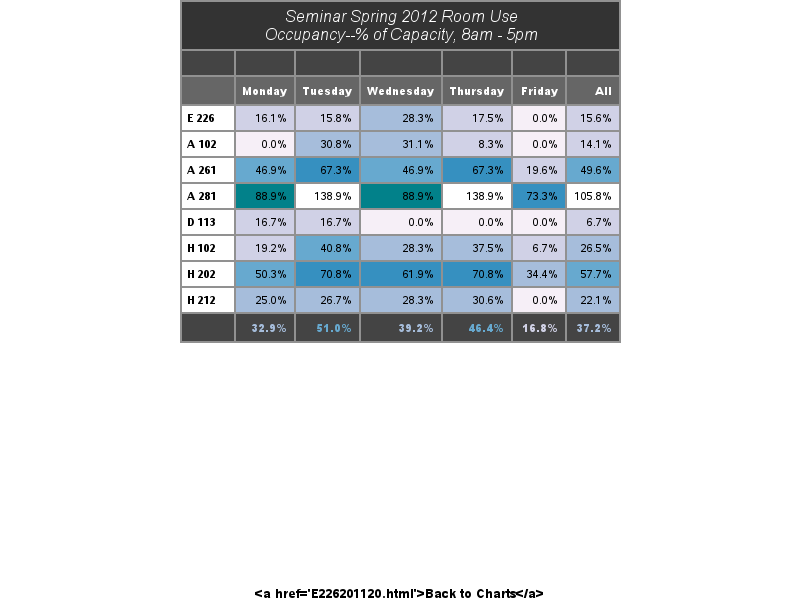 Seminar Spring 2012 Room Use
Occupancy--% of Capacity, 8am - 5pm
Monday Tuesday Wednesday Thursday Friday All
E 226 16.1% 15.8% 28.3% 17.5% 0.0% 15.6%
A 102 0.0% 30.8% 31.1% 8.3% 0.0% 14.1%
A 261 46.9% 67.3% 46.9% 67.3% 19.6% 49.6%
A 281 88.9% 138.9% 88.9% 138.9% 73.3% 105.8%
D 113 16.7% 16.7% 0.0% 0.0% 0.0% 6.7%
H 102 19.2% 40.8% 28.3% 37.5% 6.7% 26.5%
H 202 50.3% 70.8% 61.9% 70.8% 34.4% 57.7%
H 212 25.0% 26.7% 28.3% 30.6% 0.0% 22.1%
32.9% 51.0% 39.2% 46.4% 16.8% 37.2%
<a href='E226201120.html'>Back to Charts</a>